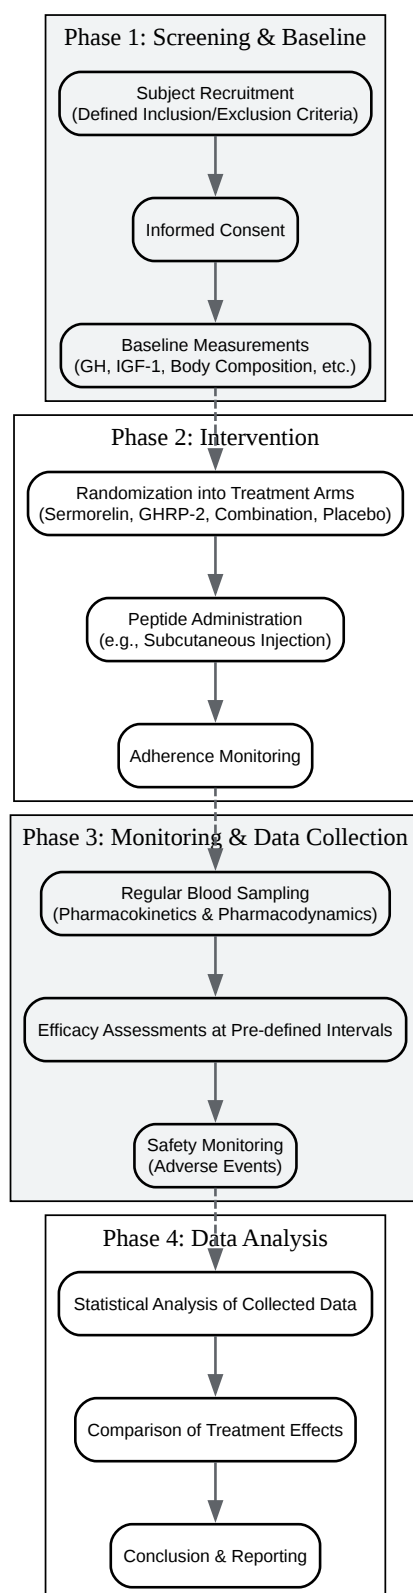 Phase 1: Screening & Baseline
Subject Recruitment
(Defined Inclusion/Exclusion Criteria)
Informed Consent
Baseline Measurements
(GH, IGF-1, Body Composition, etc.)
Phase 2: Intervention
Randomization into Treatment Arms
(Sermorelin, GHRP-2, Combination, Placebo)
Peptide Administration
(e.g., Subcutaneous Injection)
Adherence Monitoring
Phase 3: Monitoring & Data Collection
Regular Blood Sampling
(Pharmacokinetics & Pharmacodynamics)
Efficacy Assessments at Pre-defined Intervals
Safety Monitoring
(Adverse Events)
Phase 4: Data Analysis
Statistical Analysis of Collected Data
Comparison of Treatment Effects
Conclusion & Reporting